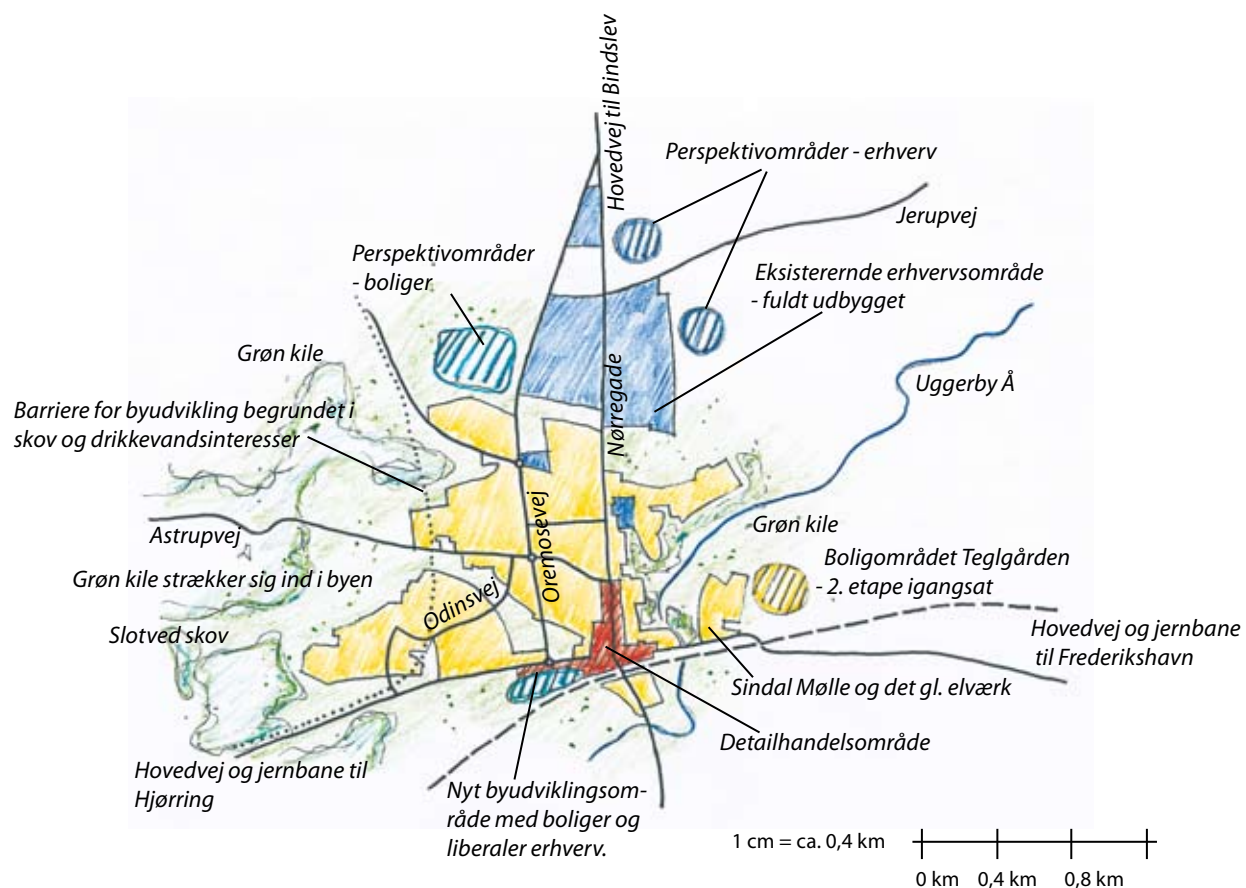 Hovedvej til Bindslev
Perspektivområder - erhverv
Jerupvej
Perspektivområder
- boliger
Eksisterernde erhvervsområde
- fuldt udbygget
Grøn kile
Uggerby Å
Nørregade
Barriere for byudvikling begrundet i
skov og drikkevandsinteresser
Astrupvej
Oremosevej
Grøn kile
Boligområdet Teglgården
- 2. etape igangsat
Grøn kile strækker sig ind i byen
Odinsvej
Slotved skov
Hovedvej og jernbane
til Frederikshavn
Sindal Mølle og det gl. elværk
Detailhandelsområde
Hovedvej og jernbane til
Hjørring
Nyt byudviklingsom-
råde med boliger og
liberaler erhverv.
1 cm = ca. 0,4 km
0 km 0,4 km 0,8 km